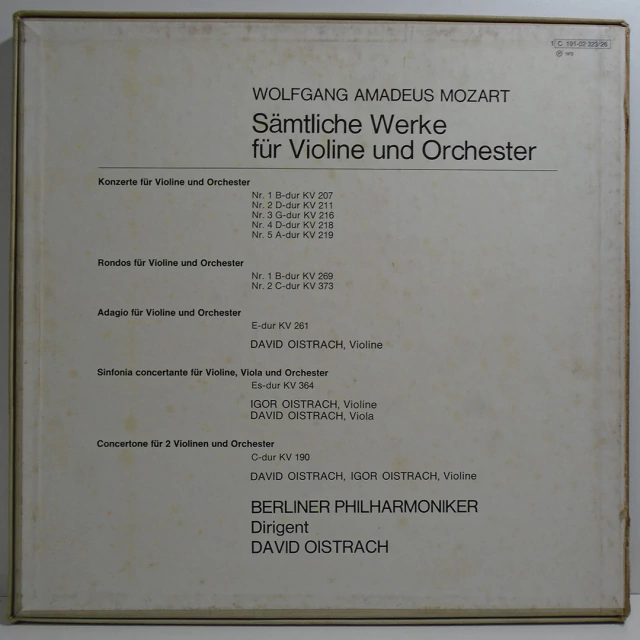 1 C 191-02 323/26
WOLFGANG AMADEUS MOZART
Sämtliche Werke
für Violine und Orchester
Konzerte für Violine und Orchester
Nr. 1 B-dur KV 207
Nr. 2 D-dur KV 211
Nr. 3 G-dur KV 216
Nr. 4 D-dur KV 218
Nr. 5 A-dur KV 219
Rondos für Violine und Orchester
Nr. 1 B-dur KV 269
Nr. 2 C-dur KV 373
Adagio für Violine und Orchester
E-dur KV 261
DAVID OISTRACH, Violine
Sinfonia concertante für Violine, Viola und Orchester
Es-dur KV 364
IGOR OISTRACH, Violine
DAVID OISTRACH, Viola
Concertone für 2 Violinen und Orchester
C-dur KV 190
DAVID OISTRACH, IGOR OISTRACH, Violine
BERLINER PHILHARMONIKER
Dirigent
DAVID OISTRACH